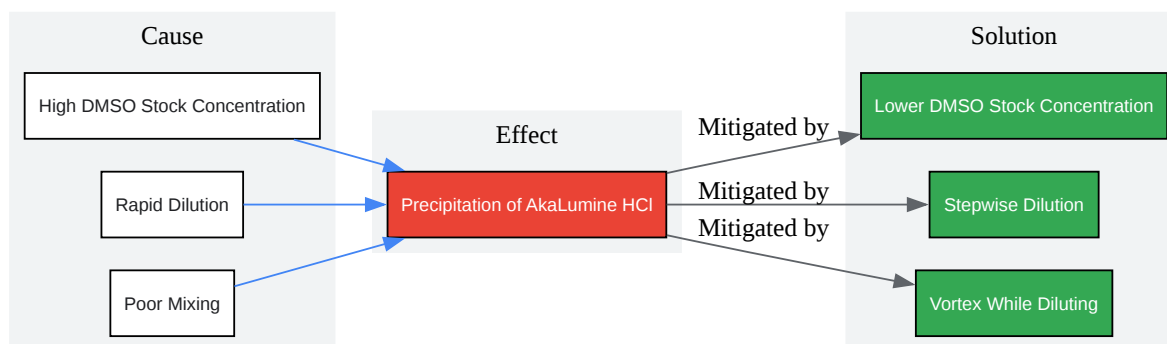 Cause
High DMSO Stock Concentration
Rapid Dilution
Poor Mixing
Effect
Precipitation of AkaLumine HCl
Mitigated by
Mitigated by
Mitigated by
Solution
Lower DMSO Stock Concentration
Stepwise Dilution
Vortex While Diluting